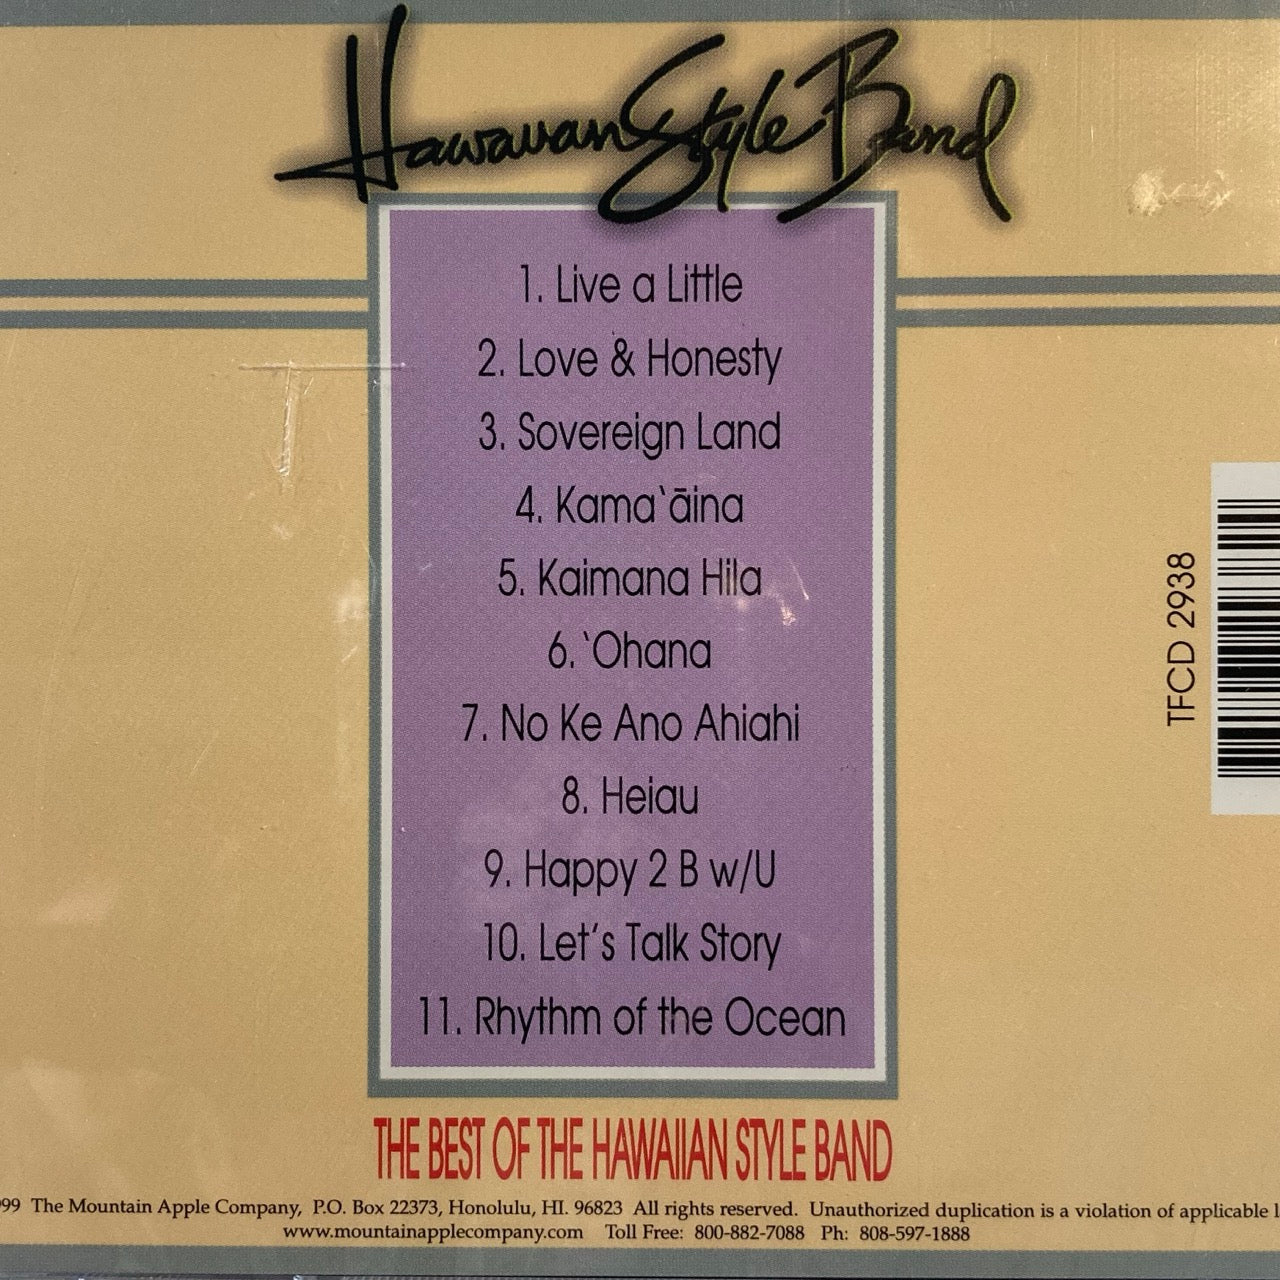 Hawaiian Style Band
1. Live a Little
2. Love & Honesty
3. Sovereign Land
4. Kama`āina
5. Kaimana Hila
6. `Ohana
7. No Ke Ano Ahiahi
8. Heiau
9. Happy 2 B w/U
10. Let's Talk Story
11. Rhythm of the Ocean
TFCD 2938
THE BEST OF THE HAWAIIAN STYLE BAND
99 The Mountain Apple Company, P.O. Box 22373, Honolulu, HI. 96823 All rights reserved. Unauthorized duplication is a violation of applicable
www.mountainapplecompany.com Toll Free: 800-882-7088 Ph: 808-597-1888